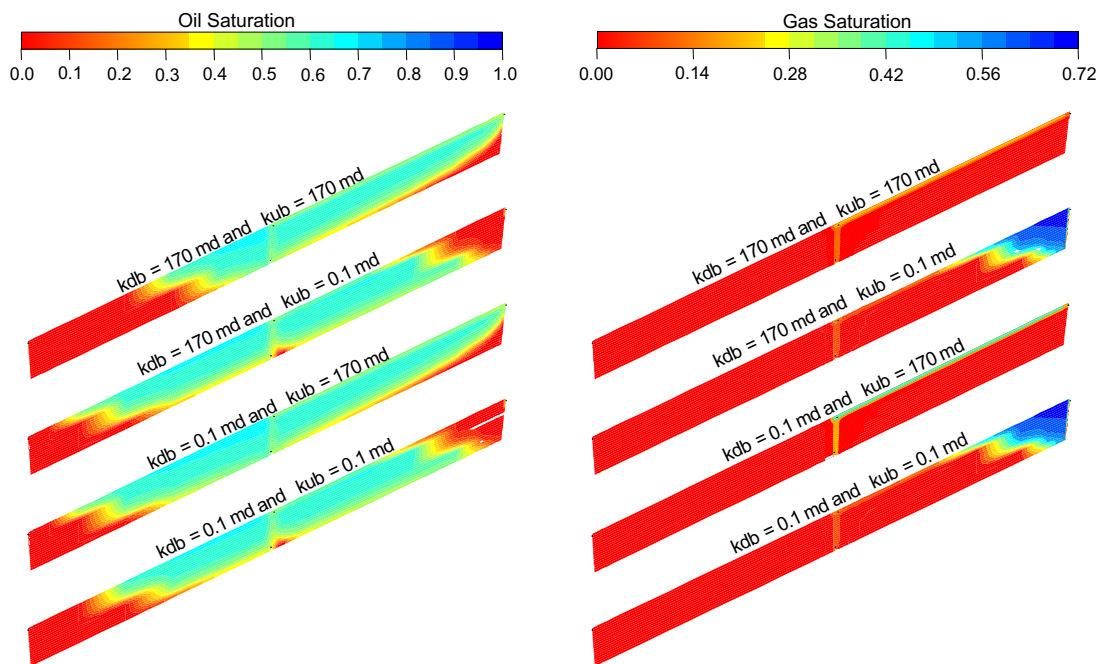 Oil Saturation
0.0 0.1 0.2 0.3 0.4 0.5 0.6 0.7 0.8 0.9 1.0
kdb = 170 md and kub = 170 md
kdb = 170 md and kub = 0.1 md
kdb = 0.1 md and kub = 170 md
kdb = 0.1 md and kub = 0.1 md
Gas Saturation
0.00 0.14 0.28 0.42 0.56 0.72
kdb = 170 md and kub = 170 md
kdb = 170 md and kub = 0.1 md
kdb = 0.1 md and kub = 170 md
kdb = 0.1 md and kub = 0.1 md